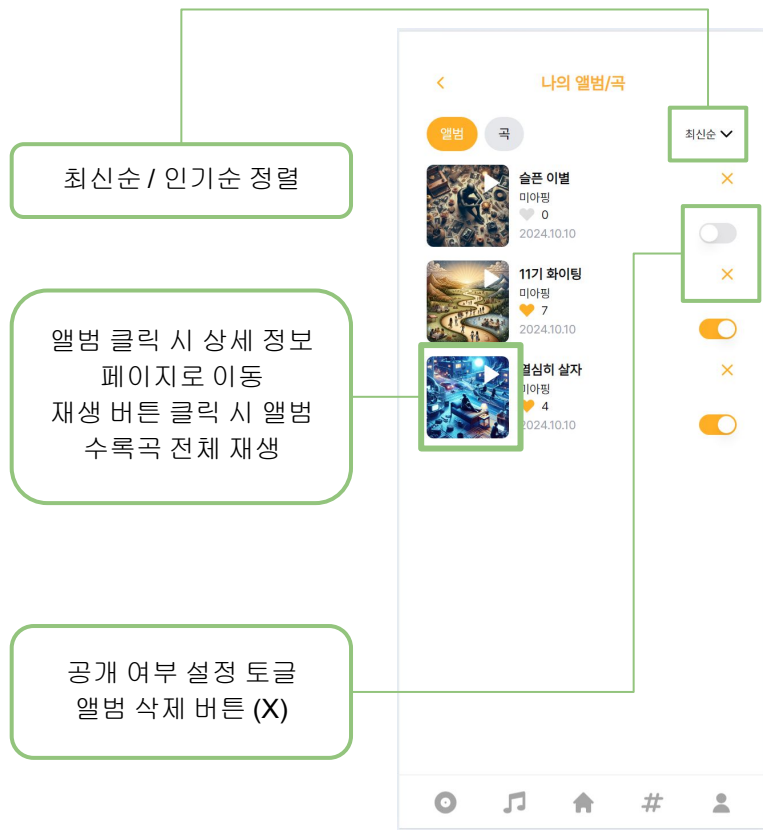 나의 앨범/곡
앨범
곡
최신순
최신순 / 인기순 정렬
슬픈 이별
미아핑
0
2024.10.10
11기 화이팅
미아핑
7
2024.10.10
앨범 클릭 시 상세 정보
페이지로 이동
재생 버튼 클릭 시 앨범
수록곡 전체 재생
열심히 살자
미아핑
4
2024.10.10
공개 여부 설정 토글
앨범 삭제 버튼 (X)